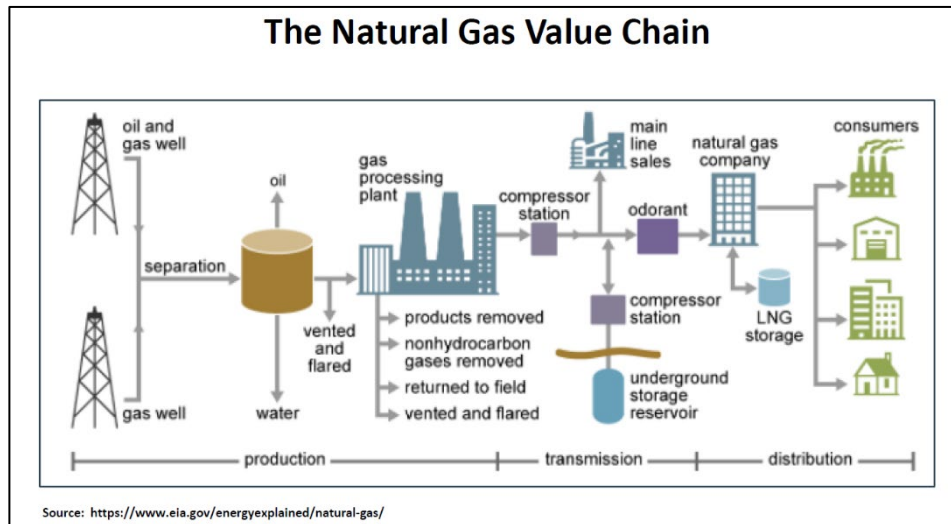 The Natural Gas Value Chain
oil and
gas well
oil
gas
processing
plant
compressor
station
main
line
sales
odorant
natural gas
company
consumers
separation
vented
and
flared
products removed
nonhydrocarbon
gases removed
returned to field
vented and flared
compressor
station
underground
storage
reservoir
LNG
storage
gas well
water
production
transmission
distribution
Source: https://www.eia.gov/energyexplained/natural-gas/